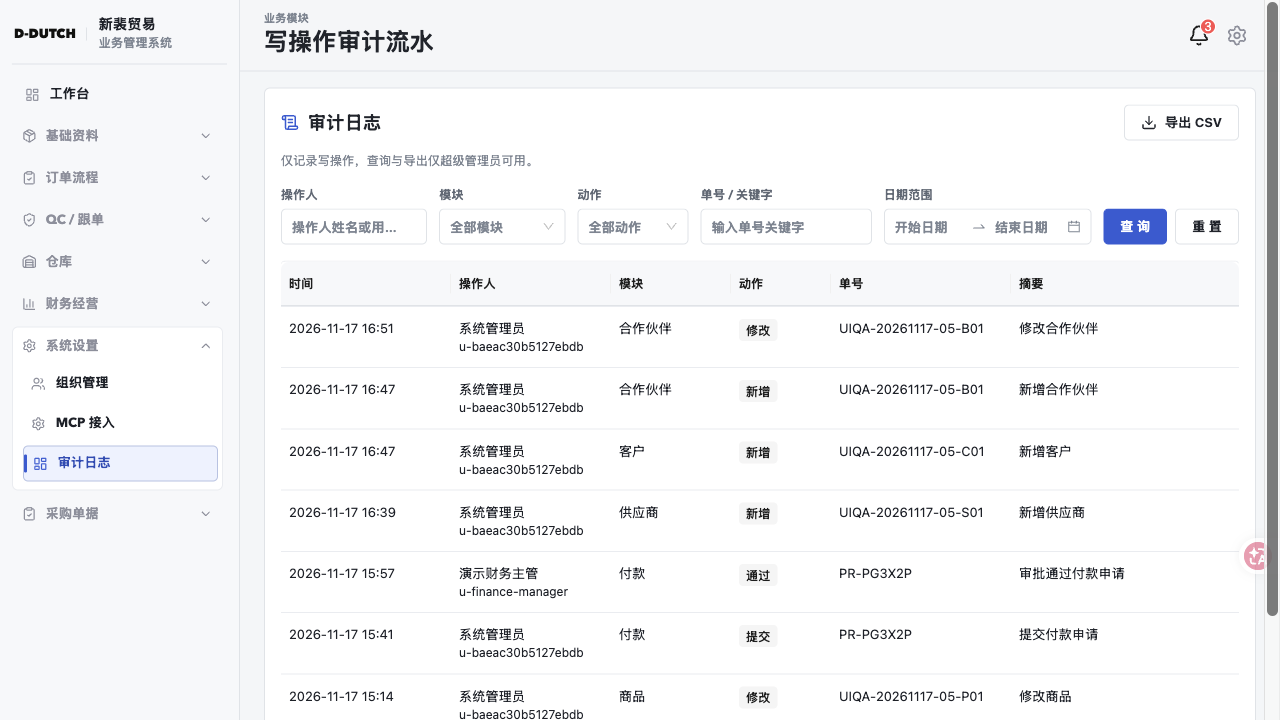 D-DUTCH
新裴贸易
业务管理系统
工作台
基础资料
订单流程
QC / 跟单
仓库
财务经营
系统设置
组织管理
MCP 接入
审计日志
采购单据
业务模块
写操作审计流水
3
审计日志
导出 CSV
仅记录写操作，查询与导出仅超级管理员可用。
操作人 模块 动作 单号 / 关键字 日期范围
操作人姓名或用... 全部模块 全部动作 输入单号关键字 开始日期 结束日期 查 询 重 置
时间 操作人 模块 动作 单号 摘要
2026-11-17 16:51 系统管理员 合作伙伴 修改 UIQA-20261117-05-B01 修改合作伙伴
u-baeac30b5127ebdb
2026-11-17 16:47 系统管理员 合作伙伴 新增 UIQA-20261117-05-B01 新增合作伙伴
u-baeac30b5127ebdb
2026-11-17 16:47 系统管理员 客户 新增 UIQA-20261117-05-C01 新增客户
u-baeac30b5127ebdb
2026-11-17 16:39 系统管理员 供应商 新增 UIQA-20261117-05-S01 新增供应商
u-baeac30b5127ebdb
2026-11-17 15:57 演示财务主管 付款 通过 PR-PG3X2P 审批通过付款申请
u-finance-manager
2026-11-17 15:41 系统管理员 付款 提交 PR-PG3X2P 提交付款申请
u-baeac30b5127ebdb
2026-11-17 15:14 系统管理员 商品 修改 UIQA-20261117-05-P01 修改商品
u-baeac30b5127ebdb